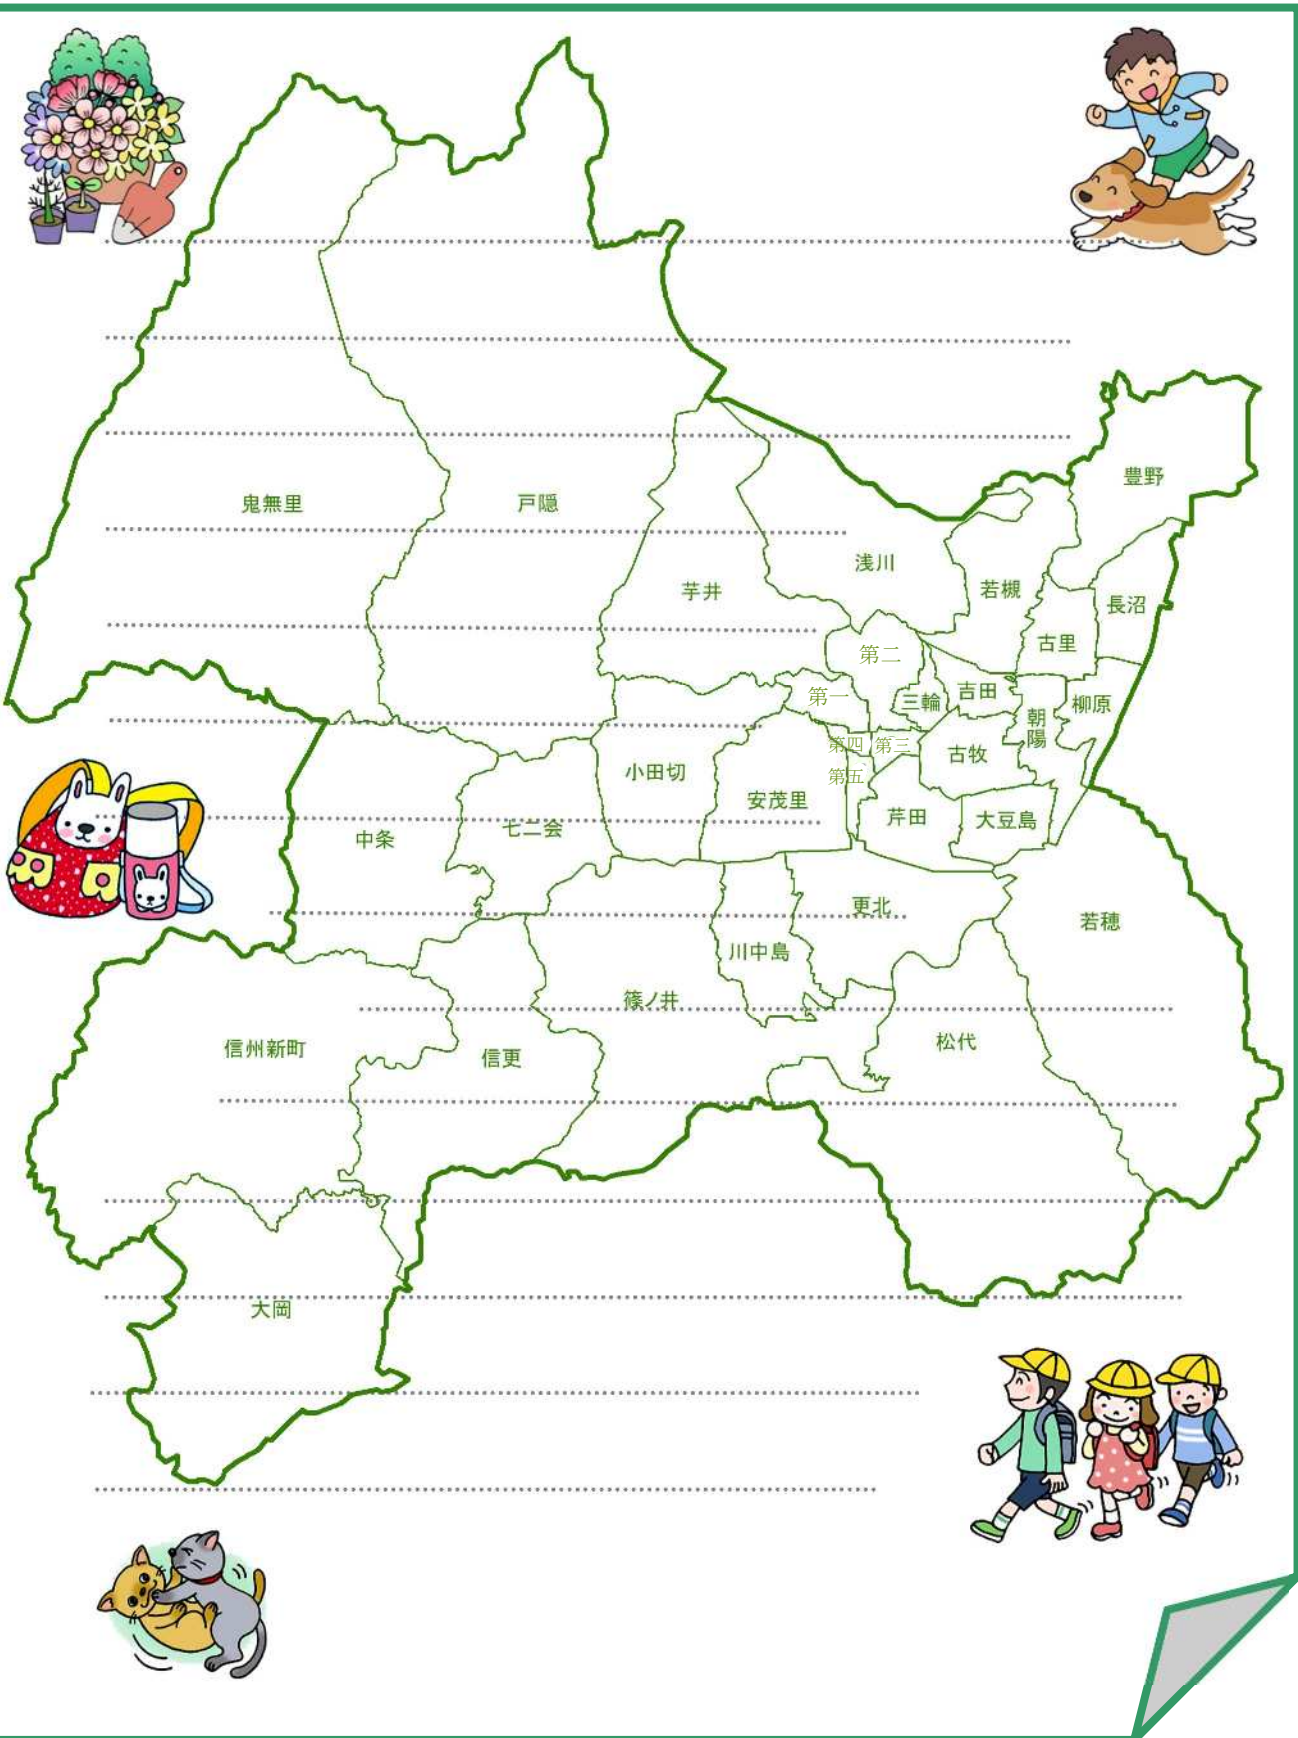 豊野
鬼無里
戸隠
浅川
芋井
若槻
長沼
古里
第二
第一
三輪
吉田
柳原
朝
陽
第四
第三
古牧
小田切
第五
安茂里
芹田
大豆島
中条
七二会
更北
若穂
川中島
篠ノ井
松代
信州新町
信更
大岡